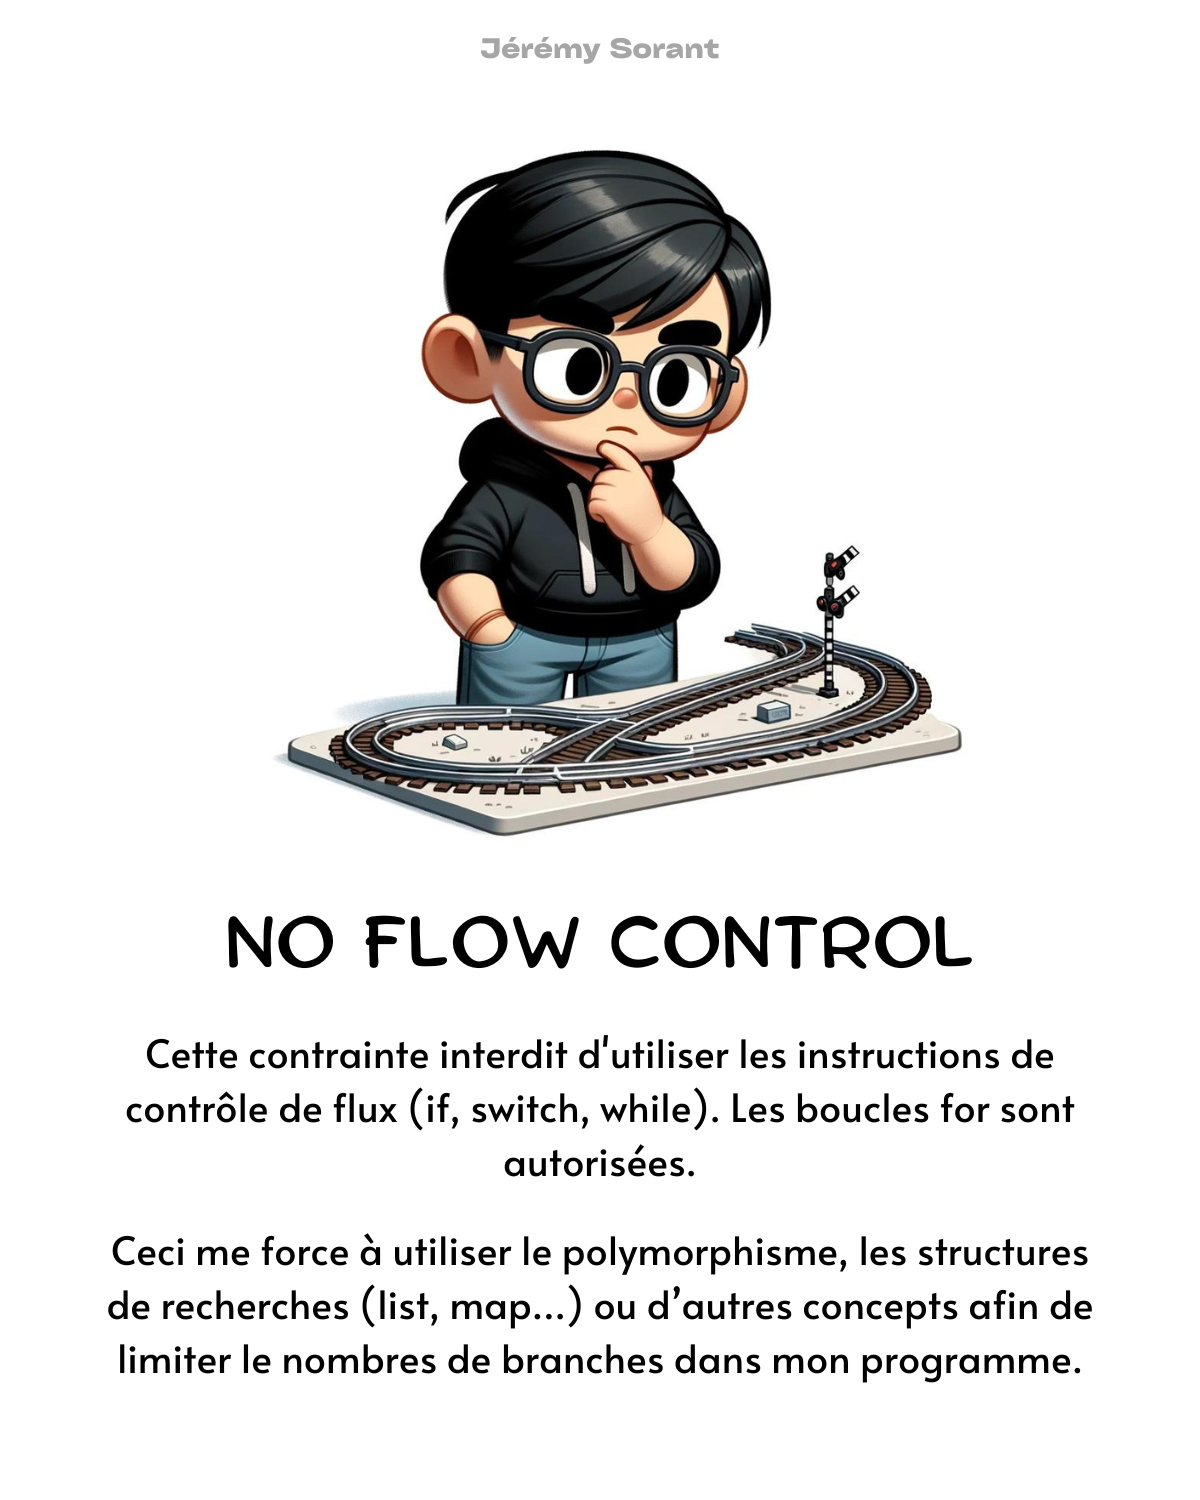 Jérémy Sorant
NO FLOW CONTROL
Cette contrainte interdit d'utiliser les instructions de
contrôle de flux (if, switch, while). Les boucles for sont
autorisées.
Ceci me force à utiliser le polymorphisme, les structures
de recherches (list, map...) ou d’autres concepts afin de
limiter le nombres de branches dans mon programme.